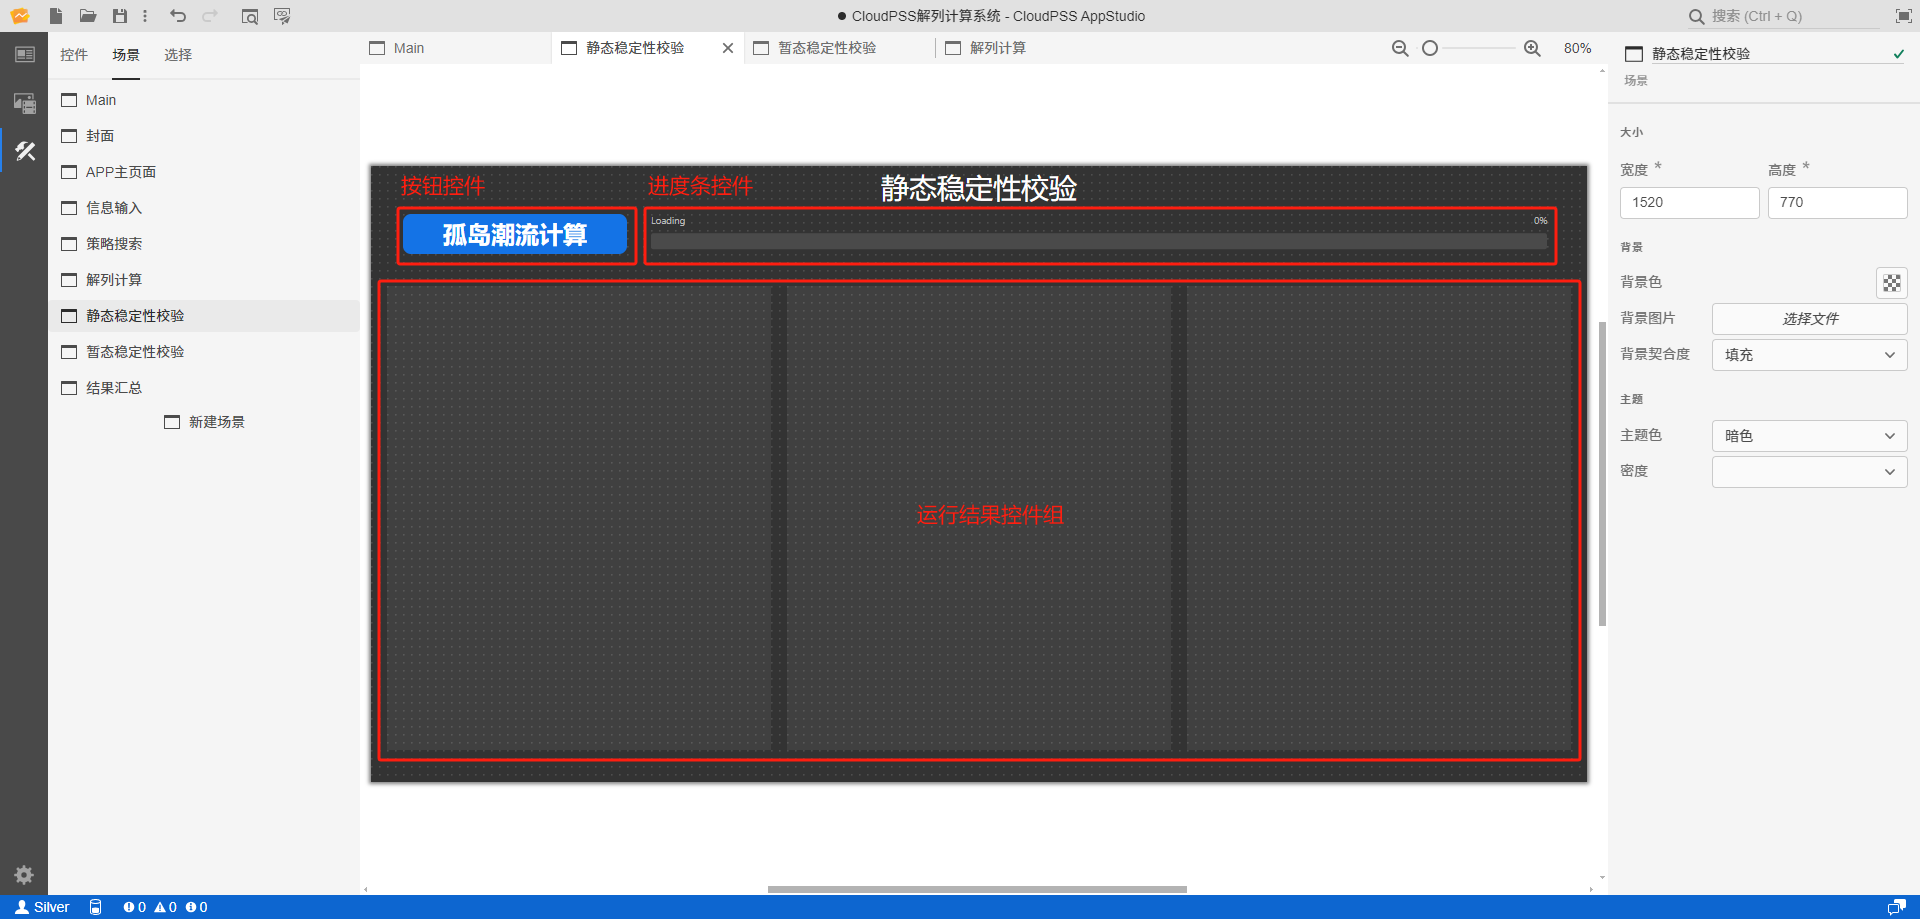 CloudPSS解列计算系统 - CloudPSS AppStudio
搜索 (Ctrl + Q)
控件
场景
选择
Main
静态稳定性校验
暂态稳定性校验
解列计算
80%
Main
封面
APP主页面
信息输入
策略搜索
解列计算
静态稳定性校验
暂态稳定性校验
结果汇总
新建场景
按钮控件
进度条控件
静态稳定性校验
孤岛潮流计算
Loading
0%
运行结果控件组
静态稳定性校验
场景
大小
宽度 *
高度 *
1520
770
背景
背景色
背景图片
选择文件
背景契合度
填充
主题
主题色
暗色
密度
Silver
0
0
0